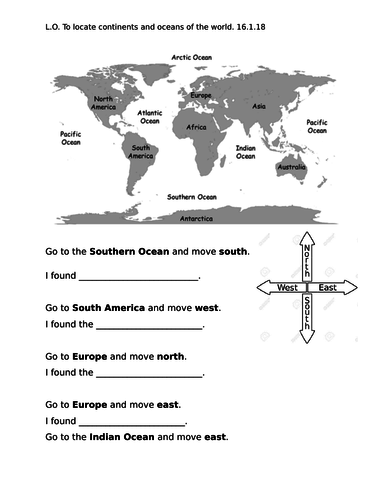 L.O. To locate continents and oceans of the world. 16.1.18
Arctic Ocean
North America
Europe
Asia
Atlantic Ocean
Pacific Ocean
Africa
Pacific Ocean
South America
Indian Ocean
Australia
Southern Ocean
Antarctica
Go to the Southern Ocean and move south.
I found ________________________.
North
West East
South
Go to South America and move west.
I found the _____________________.
Go to Europe and move north.
I found the _____________________.
Go to Europe and move east.
I found _____________________.
Go to the Indian Ocean and move east.